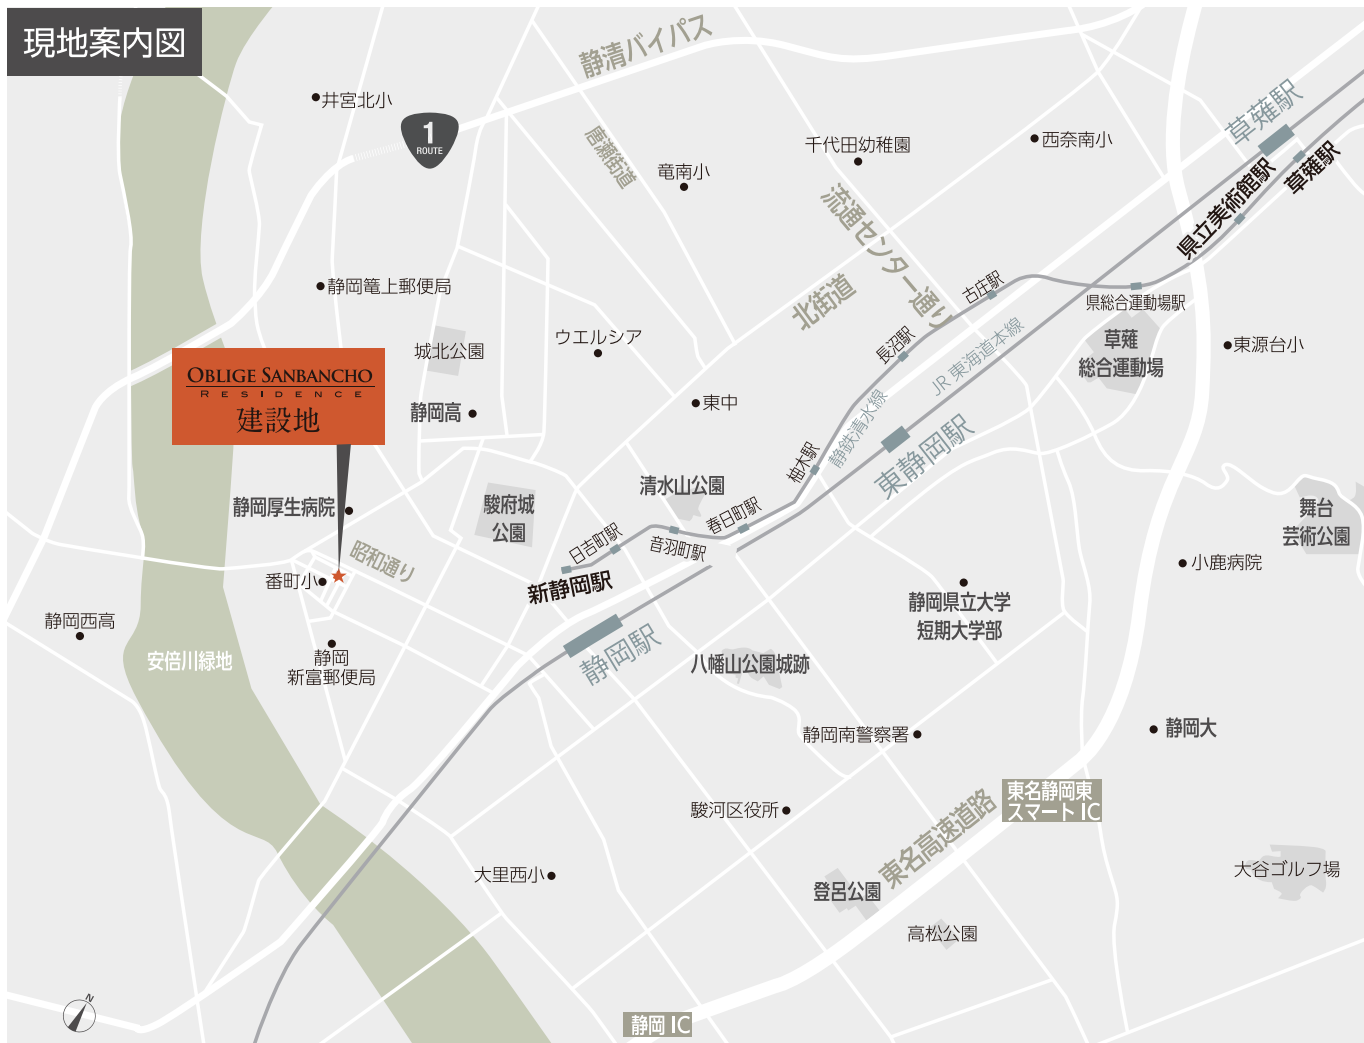 現地案内図
静清バイパス
井宮北小
1
ROUTE
唐瀬街道
竜南小
千代田幼稚園
西奈南小
草薙駅
草薙駅
県立美術館駅
流通センター通り
北街道
古庄駅
県総合運動場駅
草薙
総合運動場
東源台小
静岡篭上郵便局
城北公園
ウエルシア
長沼駅
JR 東海道本線
OBLIGE SANBANCHO
RESIDENCE
建設地
静岡高
東中
静鉄清水線
東静岡駅
柚木駅
清水山公園
静岡厚生病院
駿府城
公園
春日町駅
音羽町駅
日吉町駅
新静岡駅
舞台
芸術公園
昭和通り
番町小
小鹿病院
静岡県立大学
短期大学部
静岡西高
安倍川緑地
静岡
新富郵便局
静岡駅
八幡山公園城跡
静岡南警察署
静岡大
東名静岡東
スマート IC
駿河区役所
東名高速道路
大里西小
登呂公園
大谷ゴルフ場
高松公園
静岡 IC
N